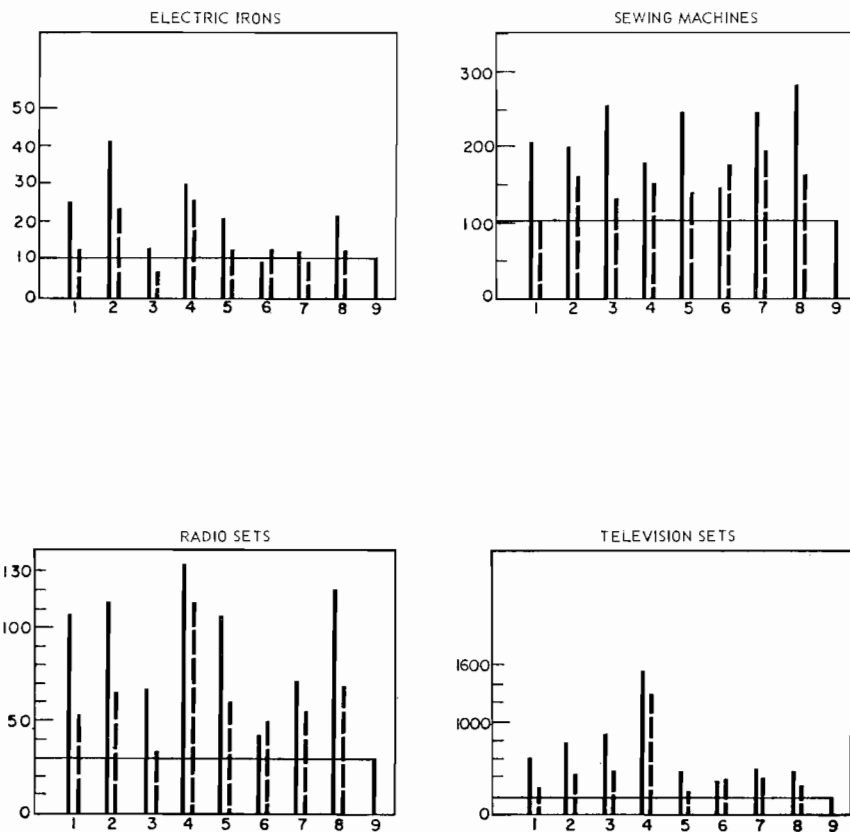 ELECTRIC IRONS
50
40
30
20
10
0
1 2 3 4 5 6 7 8 9
SEWING MACHINES
300
200
100
0
1 2 3 4 5 6 7 8 9
RADIO SETS
130
100
50
0
1 2 3 4 5 6 7 8 9
TELEVISION SETS
1600
1000
0
1 2 3 4 5 6 7 8 9